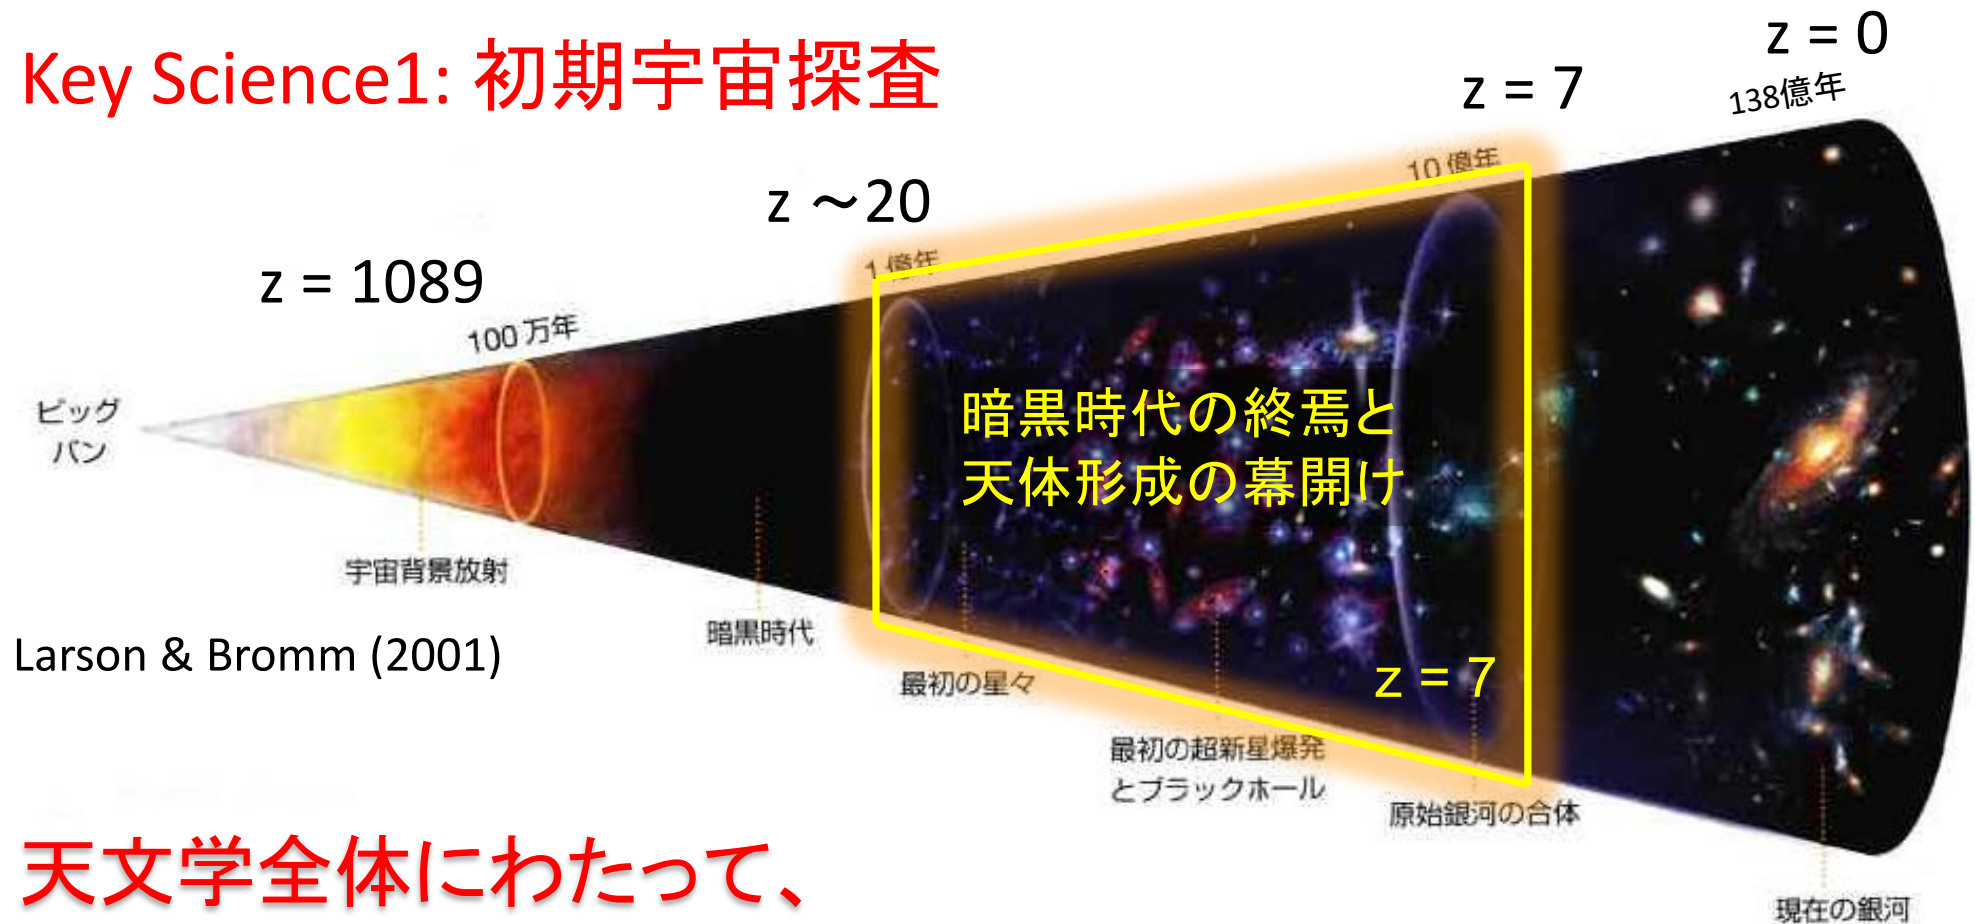 Key Science1: 初期宇宙探査
z = 0
138億年
z = 7
10億年
z ～20
1億年
z = 1089
100万年
ビッグ
バン
暗黒時代の終焉と
天体形成の幕開け
宇宙背景放射
暗黒時代
Larson & Bromm (2001)
最初の星々
z = 7
最初の超新星爆発
とブラックホール
原始銀河の合体
天文学全体にわたって、
現在の銀河